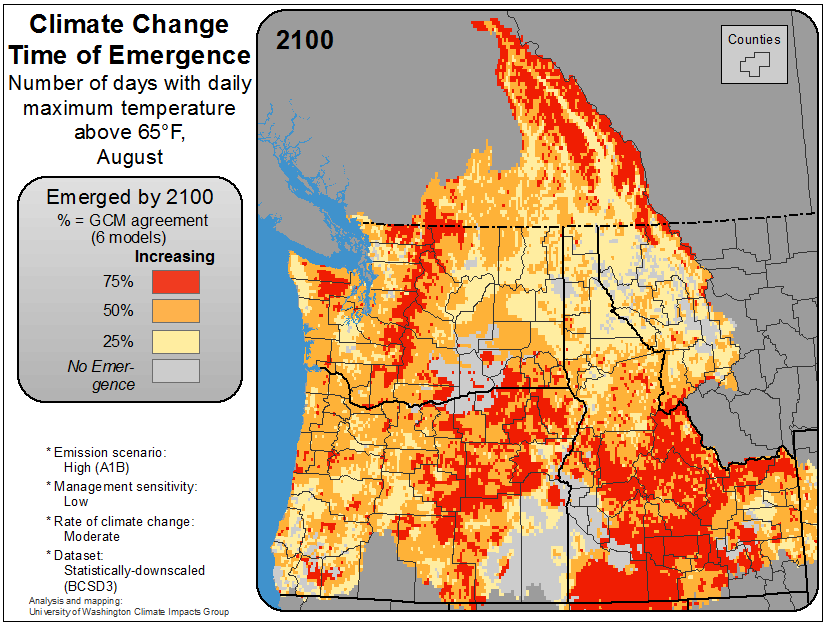 Climate Change
Time of Emergence
Number of days with daily
maximum temperature
above 65°F,
August
Emerged by 2100
% = GCM agreement
(6 models)
Increasing
75%
50%
25%
No Emer-
gence
* Emission scenario:
High (A1B)
* Management sensitivity:
Low
* Rate of climate change:
Moderate
* Dataset:
Statistically-downscaled
(BCSD3)
Analysis and mapping:
University of Washington Climate Impacts Group
2100
Counties